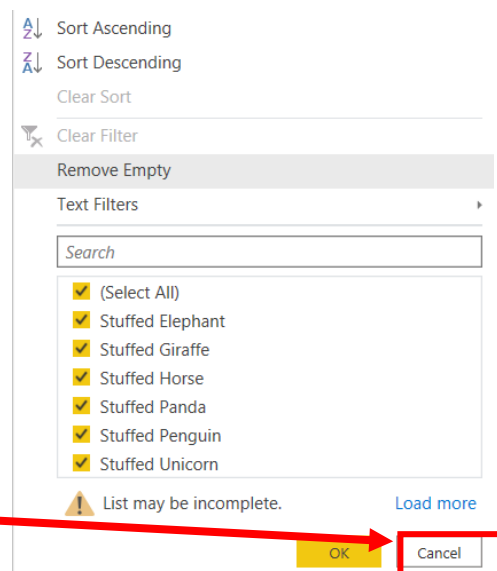 Sort Ascending
Sort Descending
Clear Sort
Clear Filter
Remove Empty
Text Filters
Search
(Select All)
Stuffed Elephant
Stuffed Giraffe
Stuffed Horse
Stuffed Panda
Stuffed Penguin
Stuffed Unicorn
List may be incomplete. Load more
OK Cancel